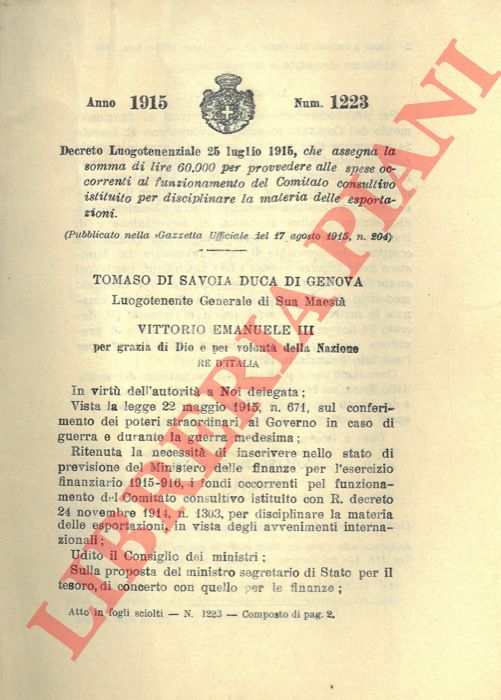 Anno 1915
Num. 1223
Decreto Luogotenenziale 25 luglio 1915, che assegna la
somma di lire 60.000 per provvedere alle spese oc-
correnti al funzionamento del Comitato consultivo
istituito per disciplinare la materia delle esporta-
zioni.
(Pubblicato nella «Gazzetta Ufficiale del 17 agosto 1915, n. 204)
TOMASO DI SAVOIA DUCA DI GENOVA
Luogotenente Generale di Sua Maestà
VITTORIO EMANUELE III
per grazia di Dio e per volontà della Nazione
RE D'ITALIA
In virtù dell'autorità a Noi delegata;
Vista la legge 22 maggio 1915, n. 671, sul conferi-
mento dei poteri straordinari al Governo in caso di
guerra e durante la guerra medesima;
Ritenuta la necessità di inscrivere nello stato di
previsione del Ministero delle finanze per l'esercizio
finanziario 1915-916, i fondi occorrenti pel funziona-
mento del Comitato consultivo istituito con R. decreto
24 novembre 1914, n. 1303, per disciplinare la materia
delle esportazioni, in vista degli avvenimenti interna-
zionali;
Udito il Consiglio dei ministri;
Sulla proposta del ministro segretario di Stato per il
tesoro, di concerto con quello per le finanze;
Atto in fogli sciolti — N. 1223 — Composto di pag. 2.
LIBRERIA PIANI